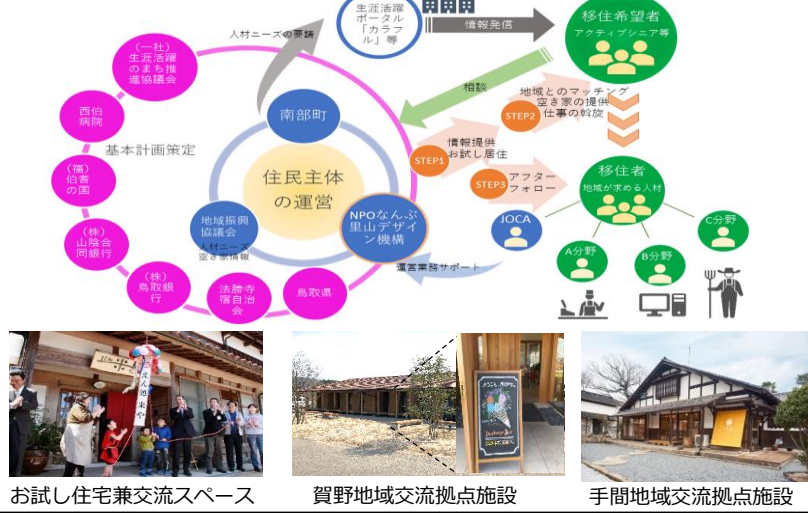 生涯活躍
ポータル
「カラフ
ル」等
人材ニーズの要請
情報発信
移住希望者
アクティブシニア等
(一社)
生涯活躍
のまち推
進協議会
相談
地域とのマッチング
空き家の提供
仕事の斡旋
STEP2
西伯
病院
南部町
基本計画策定
情報提供
お試し居住
STEP1
STEP3
アフター
フォロー
移住者
地域が求める人材
(福)
伯耆
の国
住民主体
の運営
地域振興
協議会
人材ニーズ
空き家情報
NPOなんぶ
里山デザイ
ン機構
JOCA
C分野
A分野
B分野
(株)
山陰合
同銀行
運営業務サポート
(株)
鳥取銀
行
法勝寺
宿自治
会
鳥取県
お試し住宅兼交流スペース
賀野地域交流拠点施設
手間地域交流拠点施設